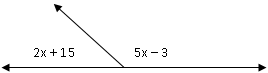 2x + 15 5x – 3